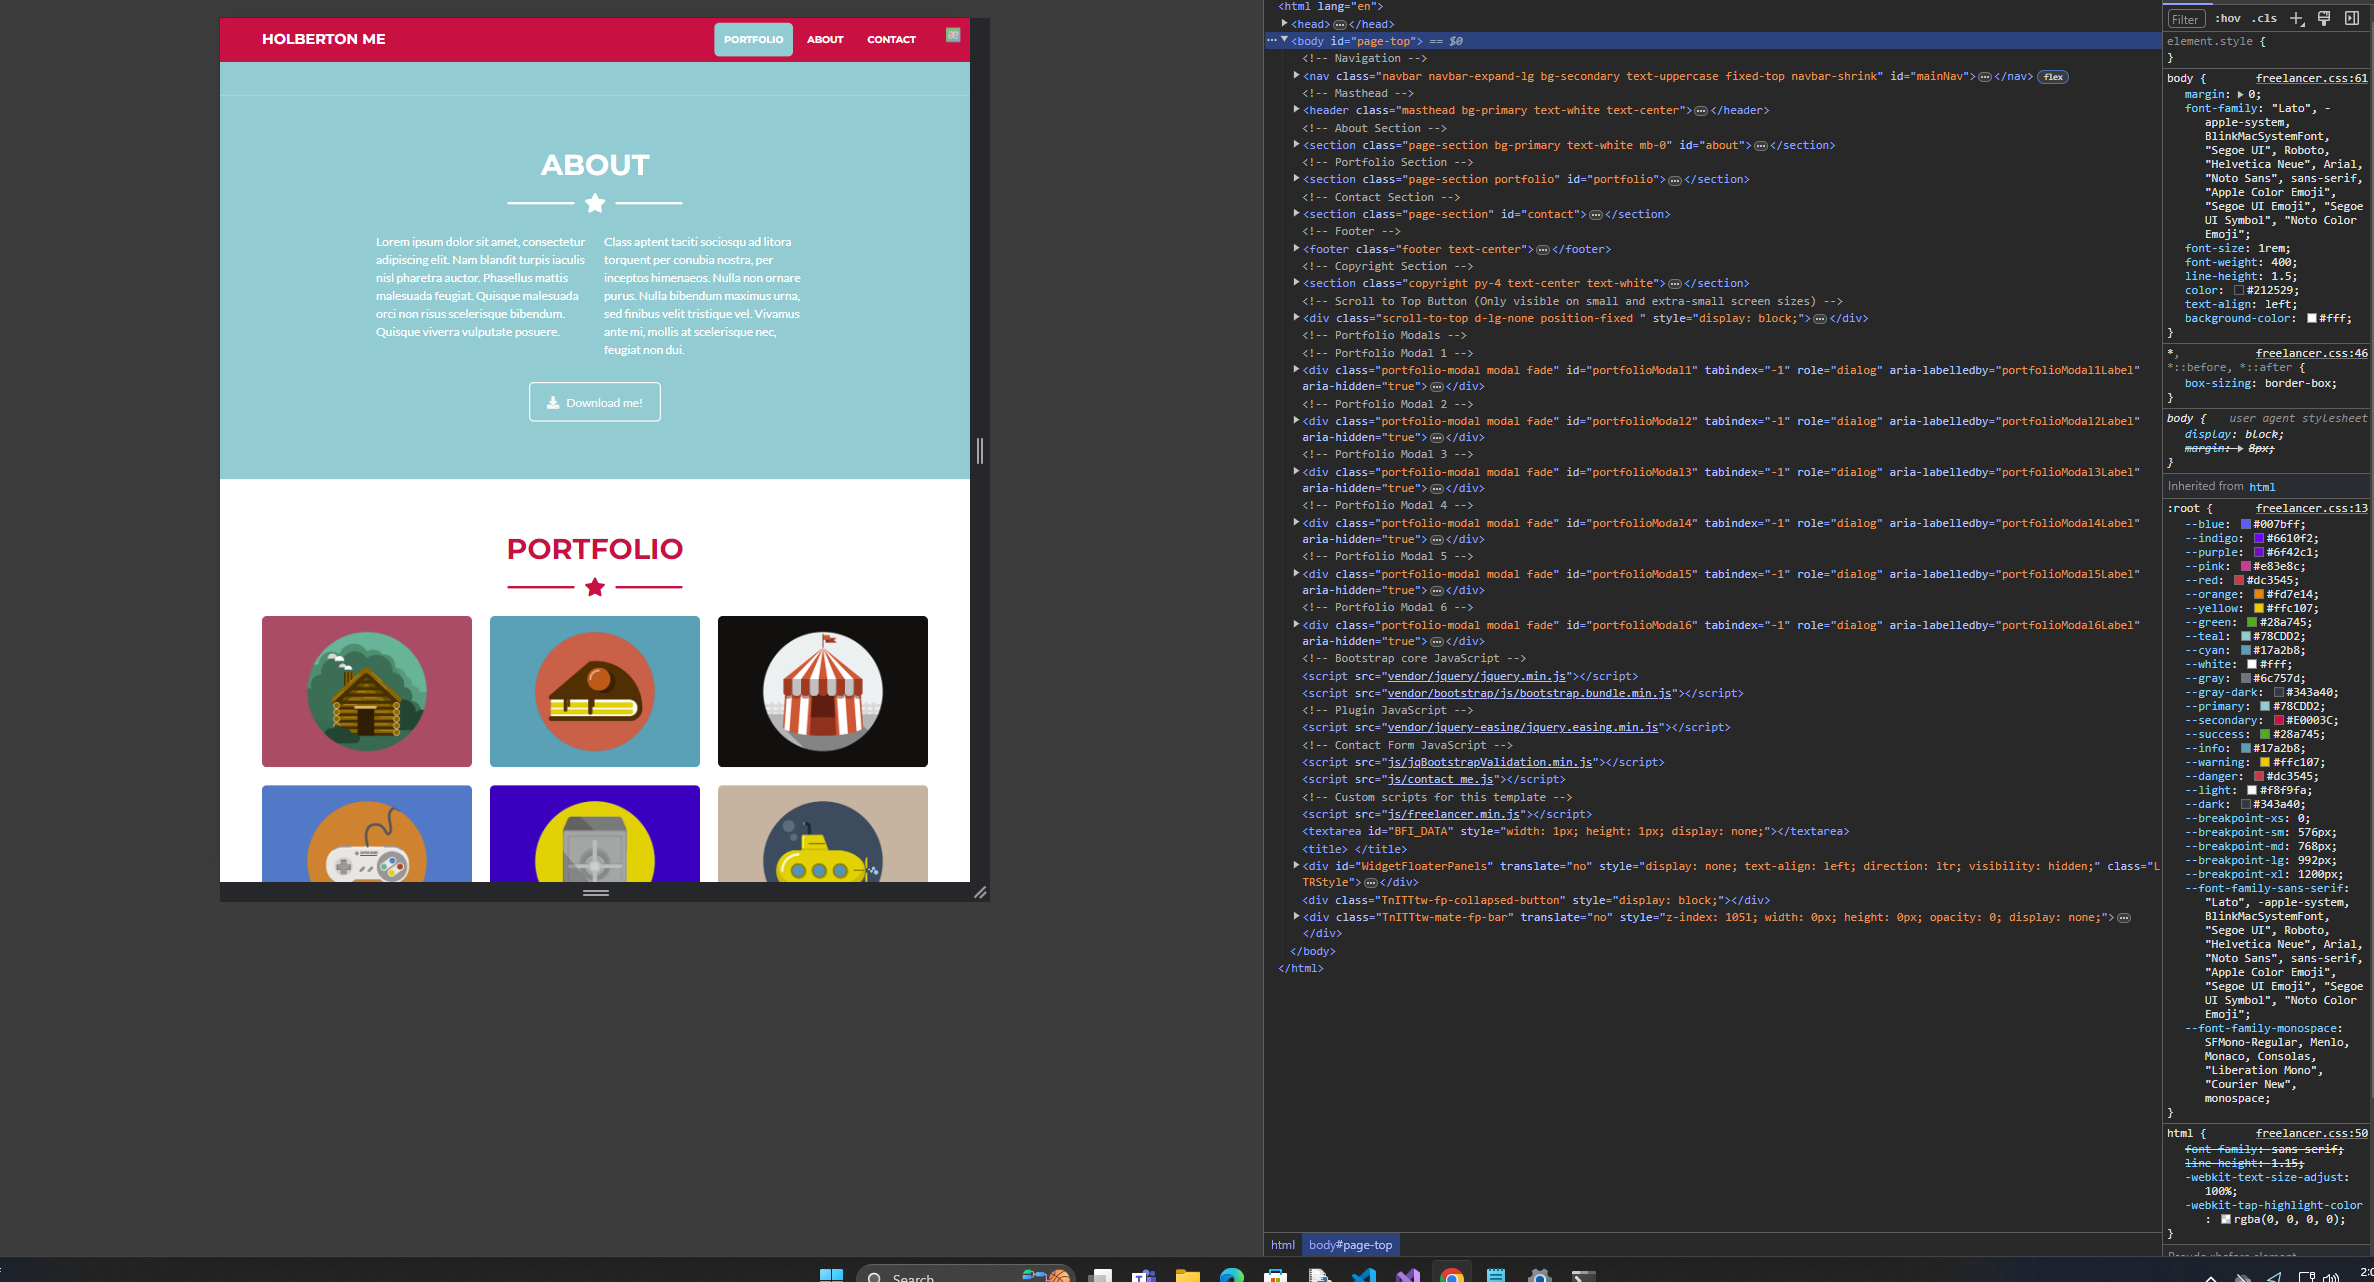 HOLBERTON ME
PORTFOLIO
ABOUT
CONTACT
ABOUT
Lorem ipsum dolor sit amet, consectetur
adipiscing elit. Nam blandit turpis iaculis
nisl pharetra auctor. Phasellus mattis
malesuada feugiat. Quisque malesuada
orci non risus scelerisque bibendum.
Quisque viverra vulputate posuere.
Class aptent taciti sociosqu ad litora
torquent per conubia nostra, per
inceptos himenaeos. Nulla non ornare
purus. Nulla bibendum maximus urna,
sed finibus velit tristique vel. Vivamus
ante mi, mollis at scelerisque nec,
feugiat non dui.
Download me!
PORTFOLIO
<html lang="en">
<head> ••• </head>
••• <body id="page-top"> == $0
<!-- Navigation -->
<nav class="navbar navbar-expand-lg bg-secondary text-uppercase fixed-top navbar-shrink" id="mainNav"> ••• </nav> flex
<!-- Masthead -->
<header class="masthead bg-primary text-white text-center"> ••• </header>
<!-- About Section -->
<section class="page-section bg-primary text-white mb-0" id="about"> ••• </section>
<!-- Portfolio Section -->
<section class="page-section portfolio" id="portfolio"> ••• </section>
<!-- Contact Section -->
<section class="page-section" id="contact"> ••• </section>
<!-- Footer -->
<footer class="footer text-center"> ••• </footer>
<!-- Copyright Section -->
<section class="copyright py-4 text-center text-white"> ••• </section>
<!-- Scroll to Top Button (Only visible on small and extra-small screen sizes) -->
<div class="scroll-to-top d-lg-none position-fixed " style="display: block;"> ••• </div>
<!-- Portfolio Modals -->
<!-- Portfolio Modal 1 -->
<div class="portfolio-modal modal fade" id="portfolioModal1" tabindex="-1" role="dialog" aria-labelledby="portfolioModal1Label"
aria-hidden="true"> ••• </div>
<!-- Portfolio Modal 2 -->
<div class="portfolio-modal modal fade" id="portfolioModal2" tabindex="-1" role="dialog" aria-labelledby="portfolioModal2Label"
aria-hidden="true"> ••• </div>
<!-- Portfolio Modal 3 -->
<div class="portfolio-modal modal fade" id="portfolioModal3" tabindex="-1" role="dialog" aria-labelledby="portfolioModal3Label"
aria-hidden="true"> ••• </div>
<!-- Portfolio Modal 4 -->
<div class="portfolio-modal modal fade" id="portfolioModal4" tabindex="-1" role="dialog" aria-labelledby="portfolioModal4Label"
aria-hidden="true"> ••• </div>
<!-- Portfolio Modal 5 -->
<div class="portfolio-modal modal fade" id="portfolioModal5" tabindex="-1" role="dialog" aria-labelledby="portfolioModal5Label"
aria-hidden="true"> ••• </div>
<!-- Portfolio Modal 6 -->
<div class="portfolio-modal modal fade" id="portfolioModal6" tabindex="-1" role="dialog" aria-labelledby="portfolioModal6Label"
aria-hidden="true"> ••• </div>
<!-- Bootstrap core JavaScript -->
<script src="vendor/jquery/jquery.min.js"></script>
<script src="vendor/bootstrap/js/bootstrap.bundle.min.js"></script>
<!-- Plugin JavaScript -->
<script src="vendor/jquery-easing/jquery.easing.min.js"></script>
<!-- Contact Form JavaScript -->
<script src="js/jqBootstrapValidation.min.js"></script>
<script src="js/contact_me.js"></script>
<!-- Custom scripts for this template -->
<script src="js/freelancer.min.js"></script>
<textarea id="BFI_DATA" style="width: 1px; height: 1px; display: none;"></textarea>
<title> </title>
<div id="WidgetFloaterPanels" translate="no" style="display: none; text-align: left; direction: ltr; visibility: hidden;" class="L
TRStyle"> ••• </div>
<div class="TnITTtw-fp-collapsed-button" style="display: block;"></div>
<div class="TnITTtw-mate-fp-bar" translate="no" style="z-index: 1051; width: 0px; height: 0px; opacity: 0; display: none;"> •••
</div>
</body>
</html>
html
body#page-top
Filter
:hov
.cls
element.style {
}
body {
freelancer.css:61
margin: 0;
font-family: "Lato", -
apple-system,
BlinkMacSystemFont,
"Segoe UI", Roboto,
"Helvetica Neue", Arial,
"Noto Sans", sans-serif,
"Apple Color Emoji",
"Segoe UI Emoji", "Segoe
UI Symbol", "Noto Color
Emoji";
font-size: 1rem;
font-weight: 400;
line-height: 1.5;
color: #212529;
text-align: left;
background-color: #fff;
}
*,
freelancer.css:46
*::before, *::after {
box-sizing: border-box;
}
body {
user agent stylesheet
display: block;
margin: 8px;
}
Inherited from html
:root {
freelancer.css:13
--blue: #007bff;
--indigo: #6610f2;
--purple: #6f42c1;
--pink: #e83e8c;
--red: #dc3545;
--orange: #fd7e14;
--yellow: #ffc107;
--green: #28a745;
--teal: #78CDD2;
--cyan: #17a2b8;
--white: #fff;
--gray: #6c757d;
--gray-dark: #343a40;
--primary: #78CDD2;
--secondary: #E0003C;
--success: #28a745;
--info: #17a2b8;
--warning: #ffc107;
--danger: #dc3545;
--light: #f8f9fa;
--dark: #343a40;
--breakpoint-xs: 0;
--breakpoint-sm: 576px;
--breakpoint-md: 768px;
--breakpoint-lg: 992px;
--breakpoint-xl: 1200px;
--font-family-sans-serif:
"Lato", -apple-system,
BlinkMacSystemFont,
"Segoe UI", Roboto,
"Helvetica Neue", Arial,
"Noto Sans", sans-serif,
"Apple Color Emoji",
"Segoe UI Emoji", "Segoe
UI Symbol", "Noto Color
Emoji";
--font-family-monospace:
SFMono-Regular, Menlo,
Monaco, Consolas,
"Liberation Mono",
"Courier New",
monospace;
}
html {
freelancer.css:50
font-family: sans-serif;
line-height: 1.15;
-webkit-text-size-adjust:
100%;
-webkit-tap-highlight-color
: rgba(0, 0, 0, 0);
}
Search